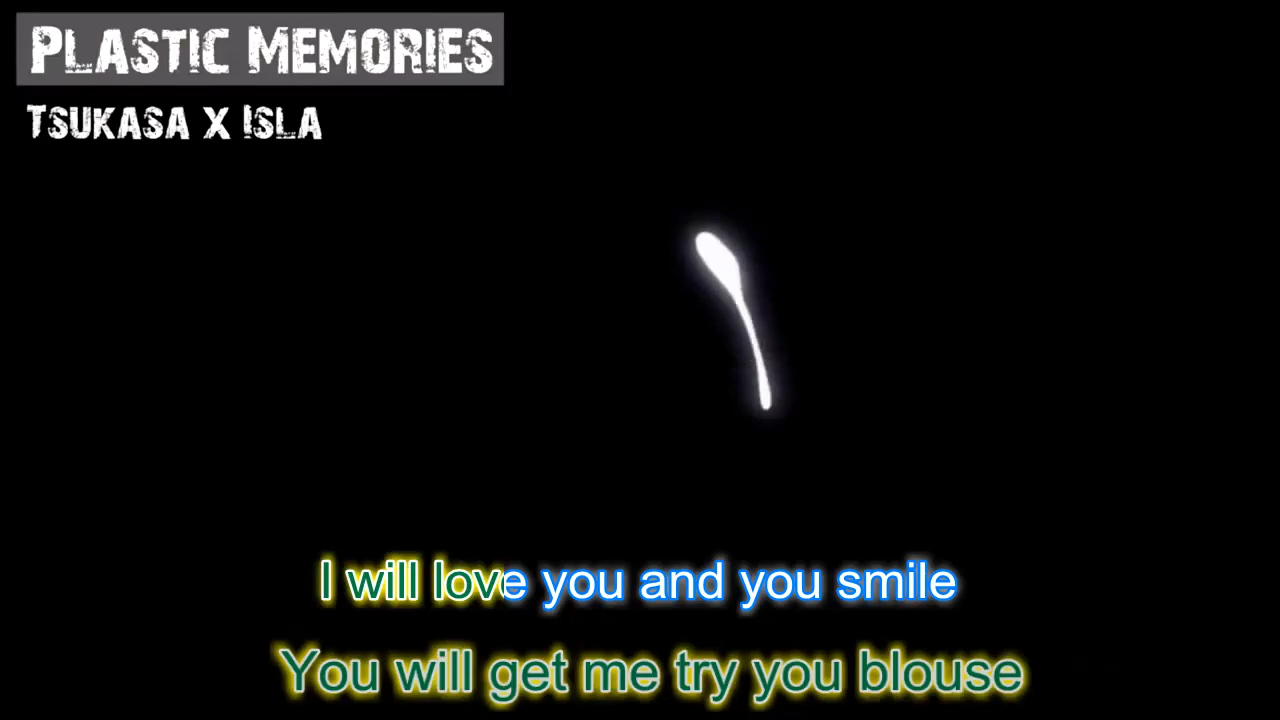 Plastic Memories
Tsukasa x Isla
I will love you and you smile
You will get me try you blouse